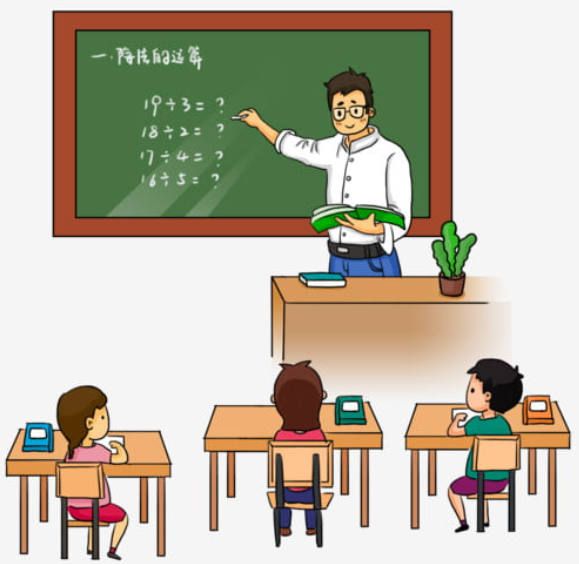 一.除法的运算
19÷3= ?
18÷2= ?
17÷4= ?
16÷5= ?